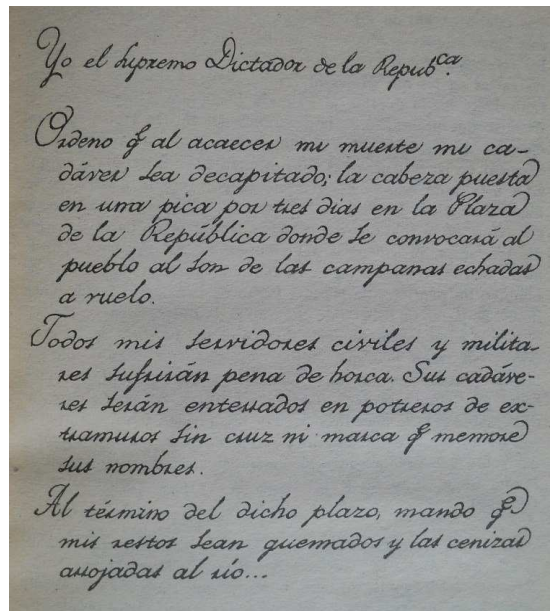 Yo el Supremo Dictador de la Repubca.
Ordeno q̃ al acaecer mi muerte mi ca-
dáver sea decapitado; la cabeza puesta
en una pica por tres dias en la Plaza
de la República donde se convocará al
pueblo al son de las campanas echadas
a vuelo.
Todos mis servidores civiles y milita-
res sufrirán pena de horca. Sus cadáve-
res serán enterrados en potreros de ex-
tramuros sin cruz ni marca q̃ memore
sus nombres.
Al término del dicho plazo, mando q̃
mis restos sean quemados y las cenizas
arrojadas al río...